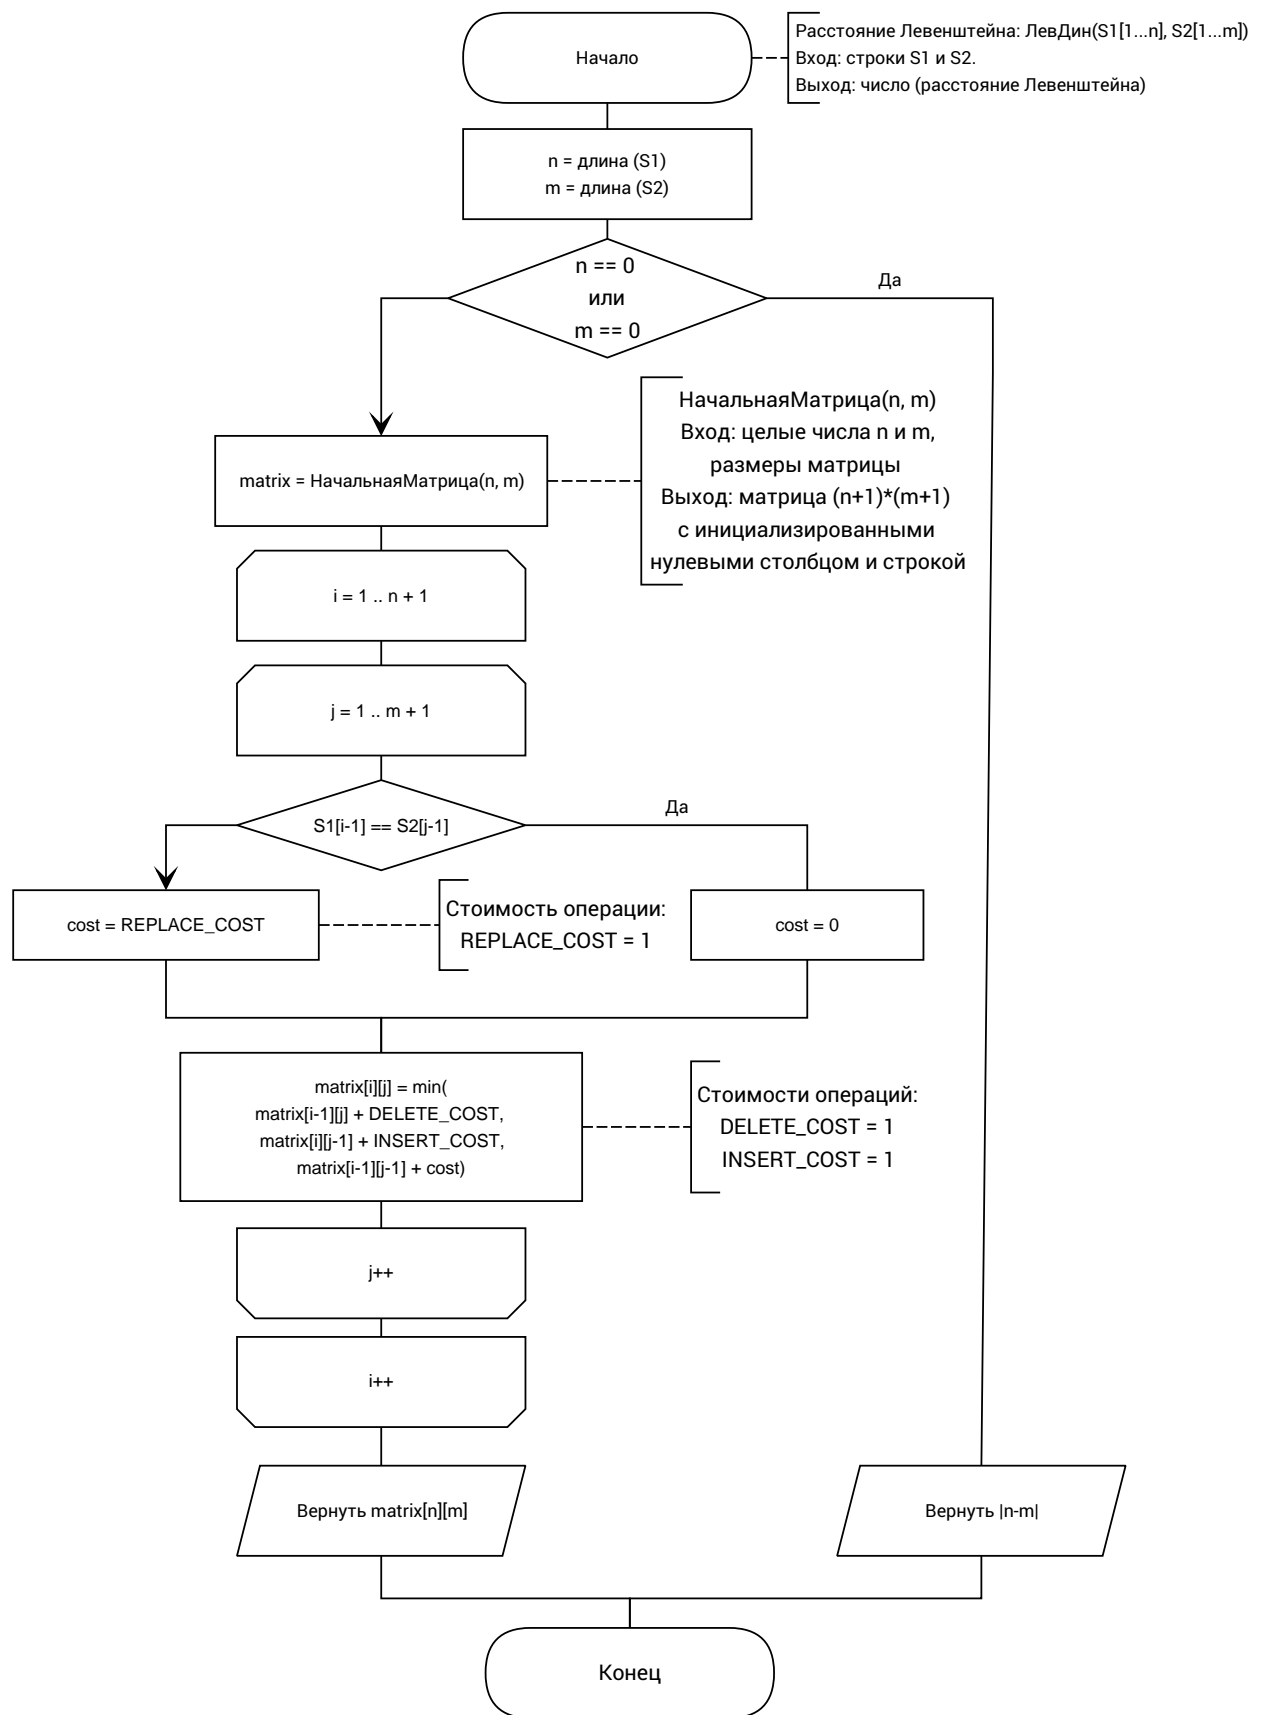 Начало
Расстояние Левенштейна: ЛевДин(S1[1...n], S2[1...m])
Вход: строки S1 и S2.
Выход: число (расстояние Левенштейна)
n = длина (S1)
m = длина (S2)
n == 0
или
m == 0
Да
НачальнаяМатрица(n, m)
Вход: целые числа n и m,
размеры матрицы
Выход: матрица (n+1)*(m+1)
с инициализированными
нулевыми столбцом и строкой
matrix = НачальнаяМатрица(n, m)
i = 1 .. n + 1
j = 1 .. m + 1
S1[i-1] == S2[j-1]
Да
cost = REPLACE_COST
Стоимость операции:
REPLACE_COST = 1
cost = 0
matrix[i][j] = min(
matrix[i-1][j] + DELETE_COST,
matrix[i][j-1] + INSERT_COST,
matrix[i-1][j-1] + cost)
Стоимости операций:
DELETE_COST = 1
INSERT_COST = 1
j++
i++
Вернуть matrix[n][m]
Вернуть |n-m|
Конец